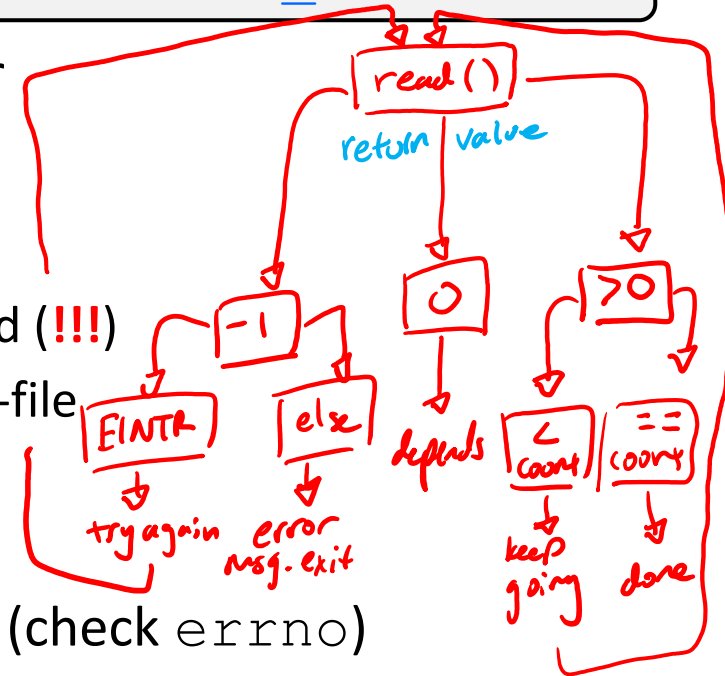 read()
return value
-1
0
>0
d (!!!)
-file
EINTR
else
depends
<
count
==
count
try again
error
msg. exit
keep
going
done
(check errno)